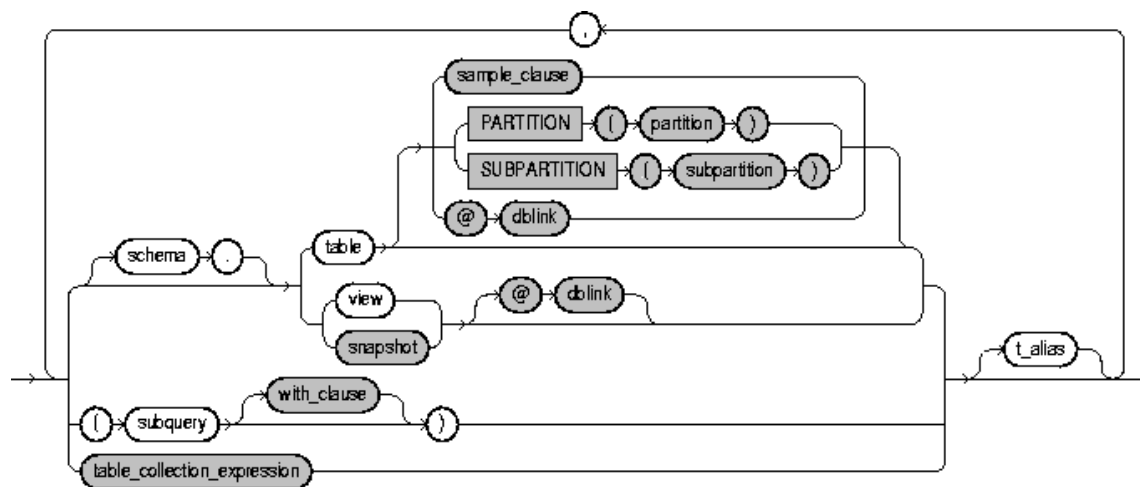 ,
sample_clause
PARTITION ( partition )
SUBPARTITION ( subpartition )
@ dblink
table
schema .
view
@ dblink
snapshot
t_alias
with_clause
( subquery )
table_collection_expression